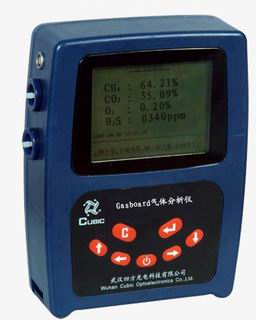 CH₄ : 64.21%
CO₂ : 35.09%
O₂ : 0.20%
H₂S : 0340ppm
CUBIC
Gasboard气体分析仪
C
武汉四方光电科技有限公司
Wuhan Cubic Optoelectronics Co.,Ltd.